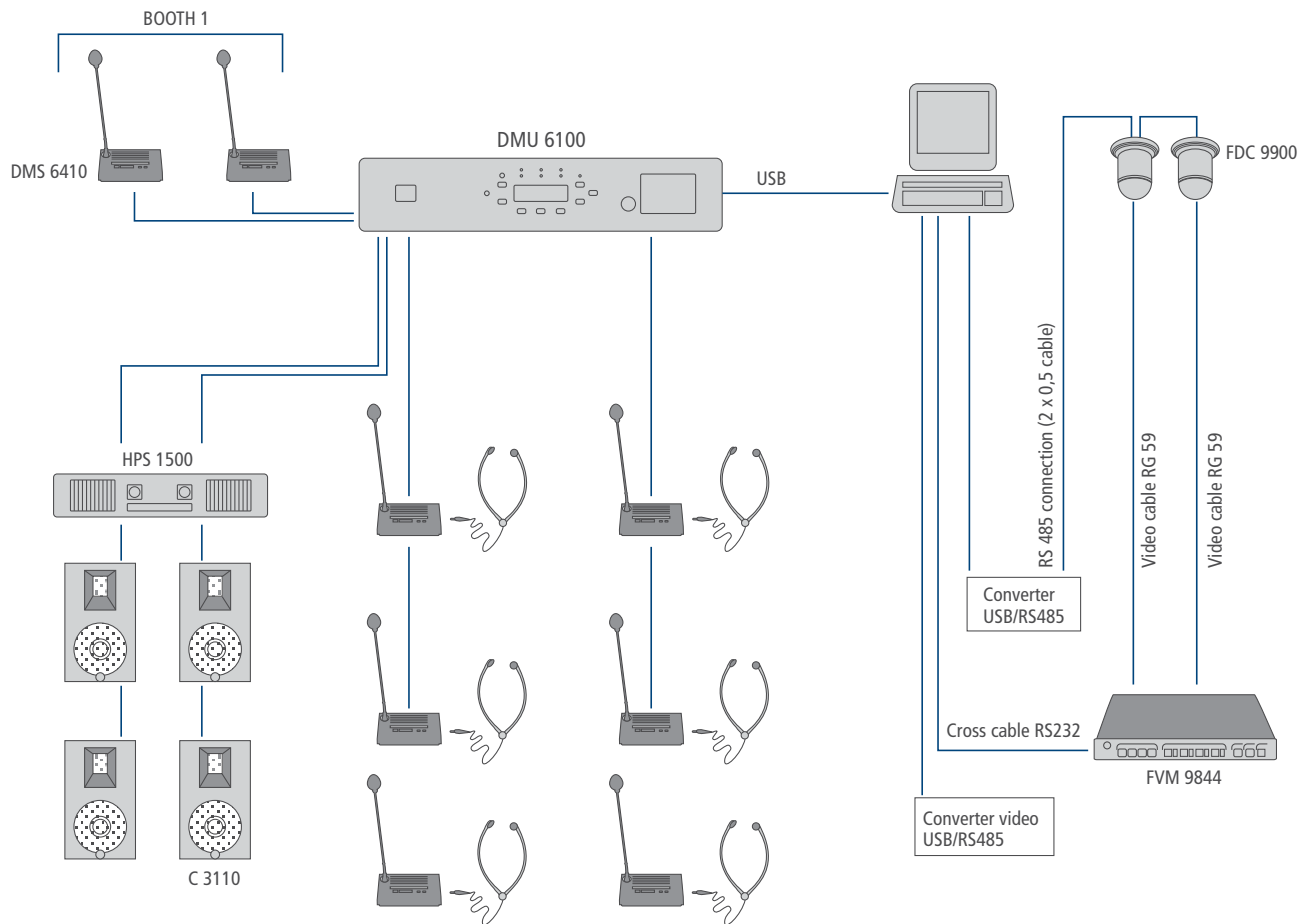 BOOTH 1
DMS 6410
DMU 6100
USB
FDC 9900
HPS 1500
C 3110
RS 485 connection (2 x 0,5 cable)
Video cable RG 59
Video cable RG 59
Converter
USB/RS485
Cross cable RS232
FVM 9844
Converter video
USB/RS485